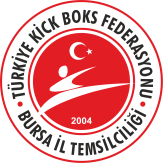 TÜRKİYE KİCK BOKS FEDERASYONU
2004
BURSA İL TEMSİLCİLİĞİ